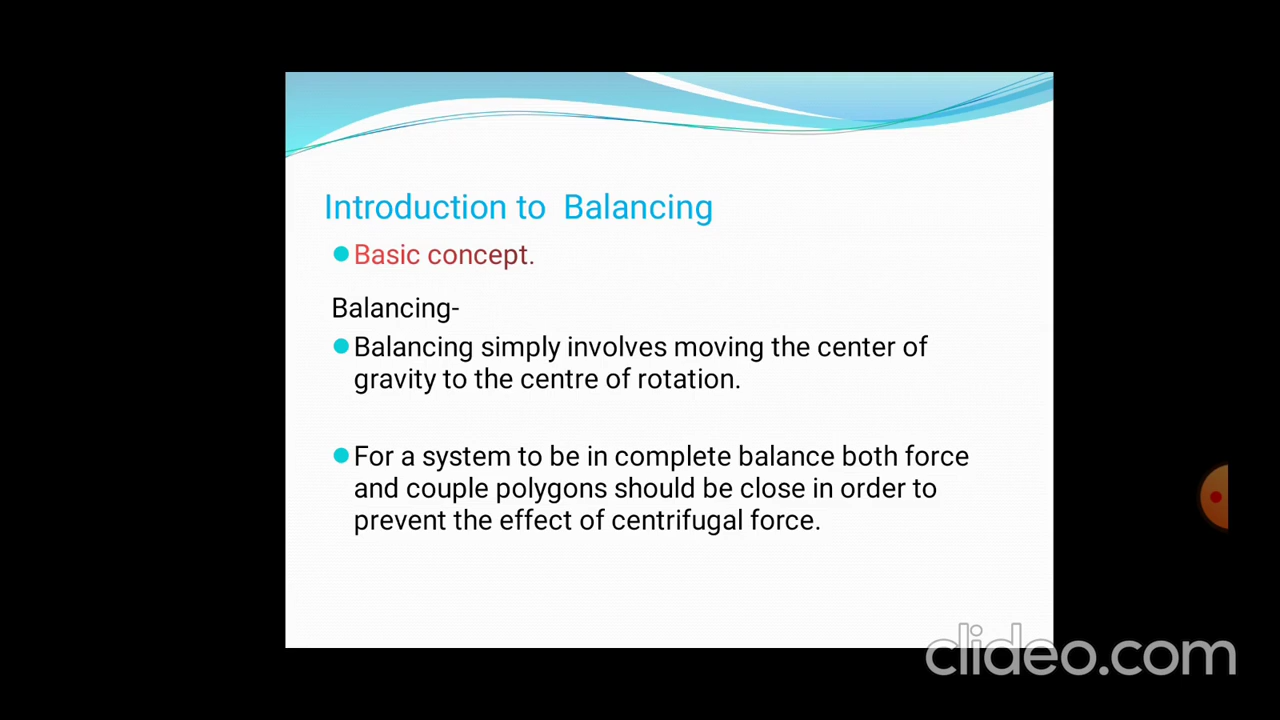 Introduction to  Balancing
Basic concept.
Balancing-
Balancing simply involves moving the center of
gravity to the centre of rotation.
For a system to be in complete balance both force
and couple polygons should be close in order to
prevent the effect of centrifugal force.
clideo.com